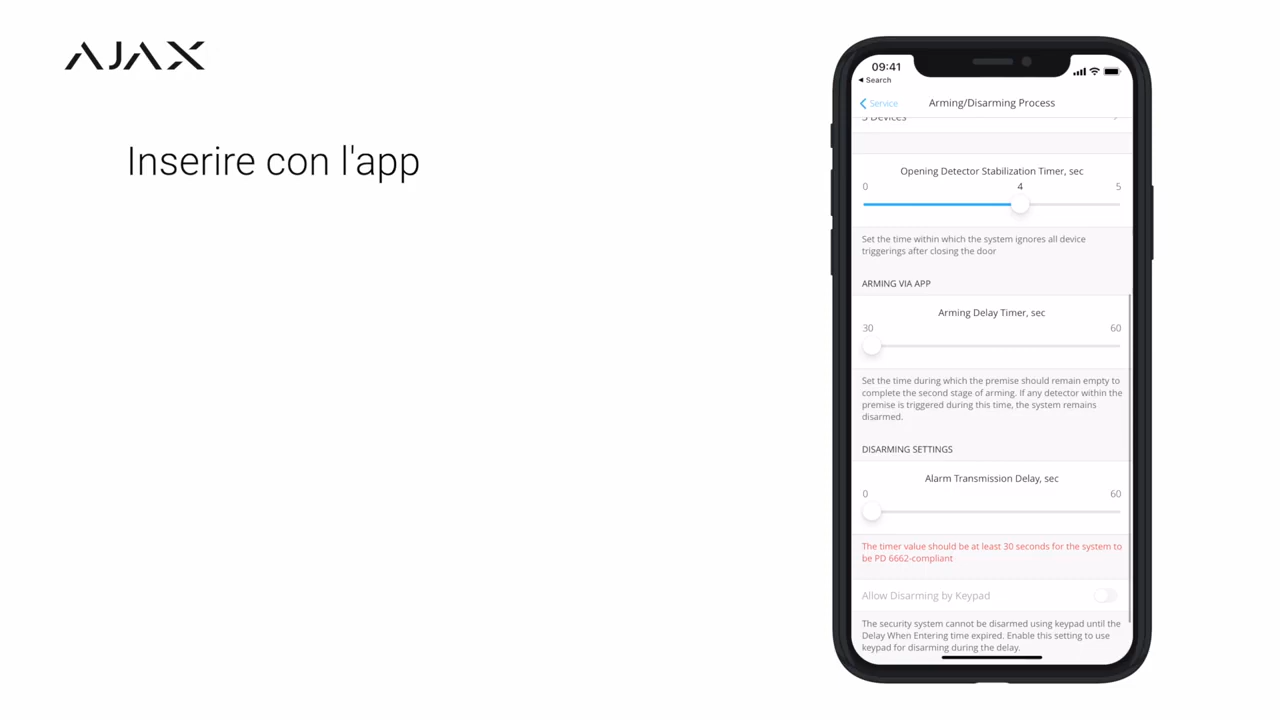 AJAX
Inserire con l'app
09:41
Search
Service
Arming/Disarming Process
Devices
Opening Detector Stabilization Timer, sec
0 4 5
Set the time within which the system ignores all device
triggerings after closing the door
ARMING VIA APP
Arming Delay Timer, sec
30 60
Set the time during which the premise should remain empty to
complete the second stage of arming. If any detector within the
premise is triggered during this time, the system remains
disarmed.
DISARMING SETTINGS
Alarm Transmission Delay, sec
0 60
The timer value should be at least 30 seconds for the system to
be PD 6662-compliant
Allow Disarming by Keypad
The security system cannot be disarmed using keypad until the
Delay When Entering time expired. Enable this setting to use
keypad for disarming during the delay.